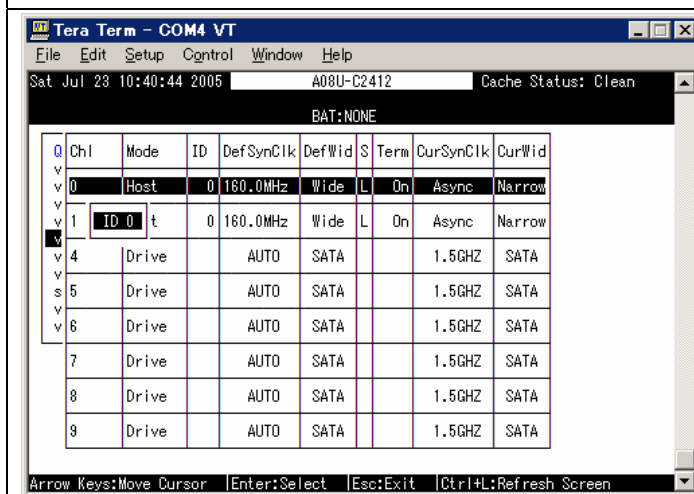 Tera Term - COM4 VT
File Edit Setup Control Window Help
Sat Jul 23 10:40:44 2005 A08U-C2412 Cache Status: Clean
BAT:NONE
Q Chl Mode ID DefSynClk DefWid S Term CurSynClk CurWid
v
v 0 Host 0 160.0MHz Wide L On Async Narrow
v
v 1 ID 0 t 0 160.0MHz Wide L On Async Narrow
v
v 4 Drive AUTO SATA 1.5GHZ SATA
v
s 5 Drive AUTO SATA 1.5GHZ SATA
v
v 6 Drive AUTO SATA 1.5GHZ SATA
7 Drive AUTO SATA 1.5GHZ SATA
8 Drive AUTO SATA 1.5GHZ SATA
9 Drive AUTO SATA 1.5GHZ SATA
Arrow Keys:Move Cursor |Enter:Select |Esc:Exit |Ctrl+L:Refresh Screen